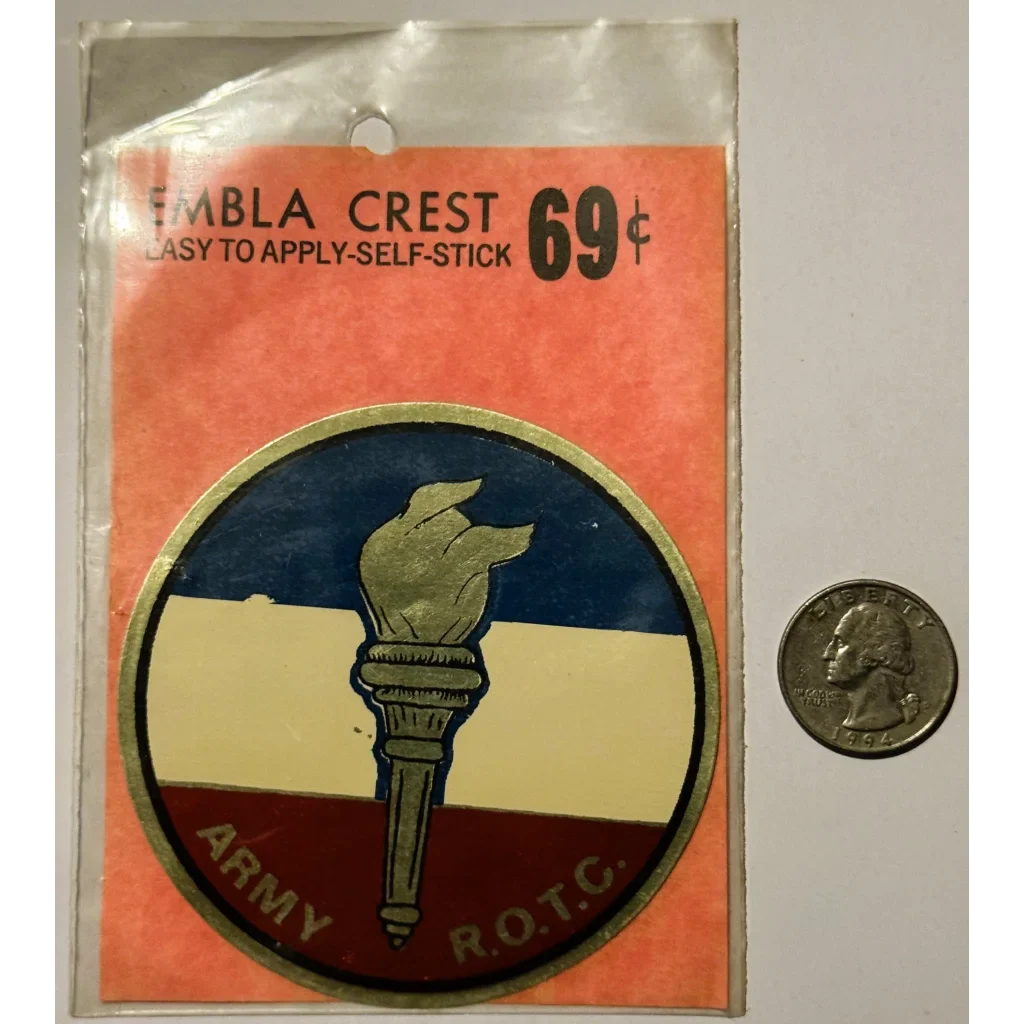 EMBLA CREST 69¢
EASY TO APPLY-SELF-STICK
ARMY R.O.T.C.
LIBERTY
IN GOD WE
TRUST
1994